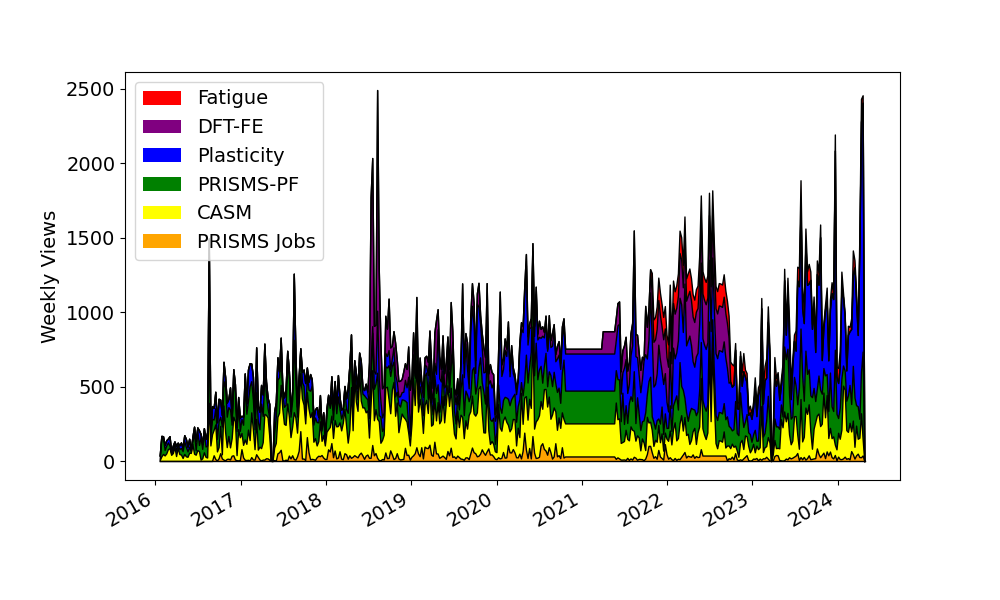 2500
2000
1500
1000
500
0
Weekly Views
Fatigue
DFT-FE
Plasticity
PRISMS-PF
CASM
PRISMS Jobs
2016
2017
2018
2019
2020
2021
2022
2023
2024